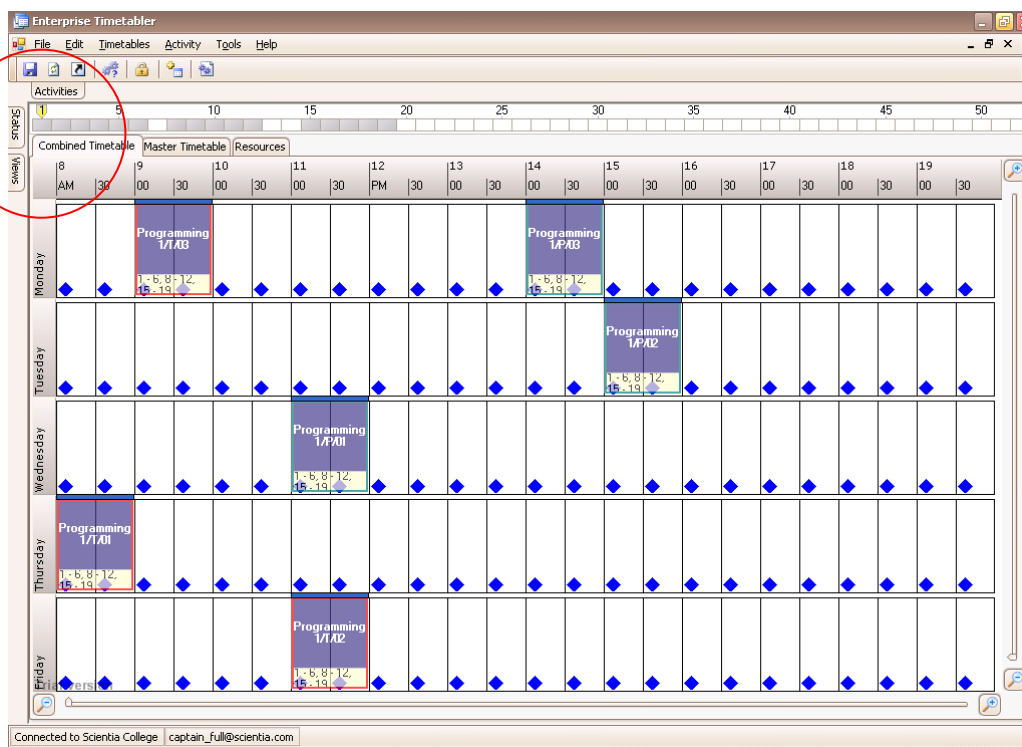 Enterprise Timetabler
File Edit Timetables Activity Tools Help
Activities
1 5 10 15 20 25 30 35 40 45 50
Status
Views
Combined Timetable Master Timetable Resources
8 9 10 11 12 13 14 15 16 17 18 19
AM 30 00 30 00 30 00 30 PM 30 00 30 00 30 00 30 00 30 00 30 00 30 00 30
Monday
Programming
1/T/03
1 - 6, 8 - 12,
15 - 19
Programming
1/P/03
1 - 6, 8 - 12,
15 - 19
Tuesday
Programming
1/P/02
1 - 6, 8 - 12,
15 - 19
Wednesday
Programming
1/P/01
1 - 6, 8 - 12,
15 - 19
Thursday
Programming
1/T/01
1 - 6, 8 - 12,
15 - 19
Friday
Programming
1/T/02
1 - 6, 8 - 12,
15 - 19
Trial version
Connected to Scientia College captain_full@scientia.com